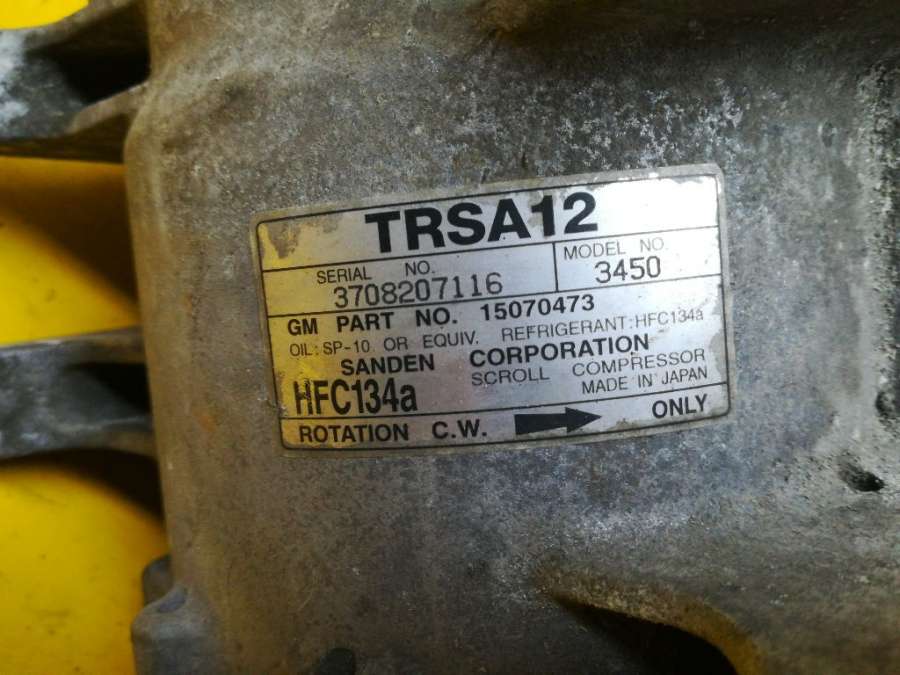 TRSA12
SERIAL NO. MODEL NO.
3708207116 3450
GM PART NO. 15070473
OIL: SP-10 OR EQUIV. REFRIGERANT: HFC134a
SANDEN CORPORATION
HFC134a SCROLL COMPRESSOR
MADE IN JAPAN
ROTATION C.W. ONLY